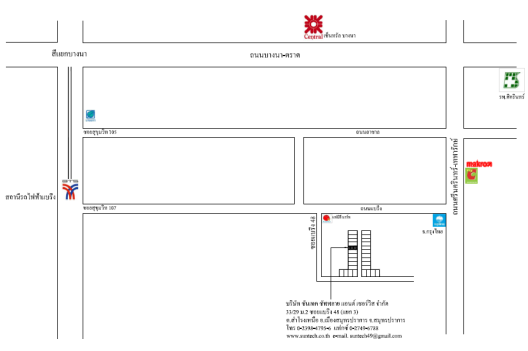 Central เซ็นทรัล บางนา
สี่แยกบางนา
ถนนบางนา-ตราด
รพ.ศิครินทร์
ซอยสุขุมวิท 105
ถนนลาซาล
makro
สถานีรถไฟฟ้าแบริ่ง
BTS
ซอยสุขุมวิท 107
ถนนแบริ่ง
ถนนศรีนครินทร์-เทพารักษ์
ซอยแบริ่ง 48
ธ.กรุงไทย
บริษัท ซันเทค ซัพพลาย แอนด์ เซอร์วิส จำกัด
33/29 ม.2 ซอยแบริ่ง 48 (แยก 3)
ต.สำโรงเหนือ อ.เมืองสมุทรปราการ จ.สมุทรปราการ
โทร 0-2398-4795-6 แฟกซ์ 0-2749-6738
www.suntech.co.th e-mail. suntech49@gmail.com